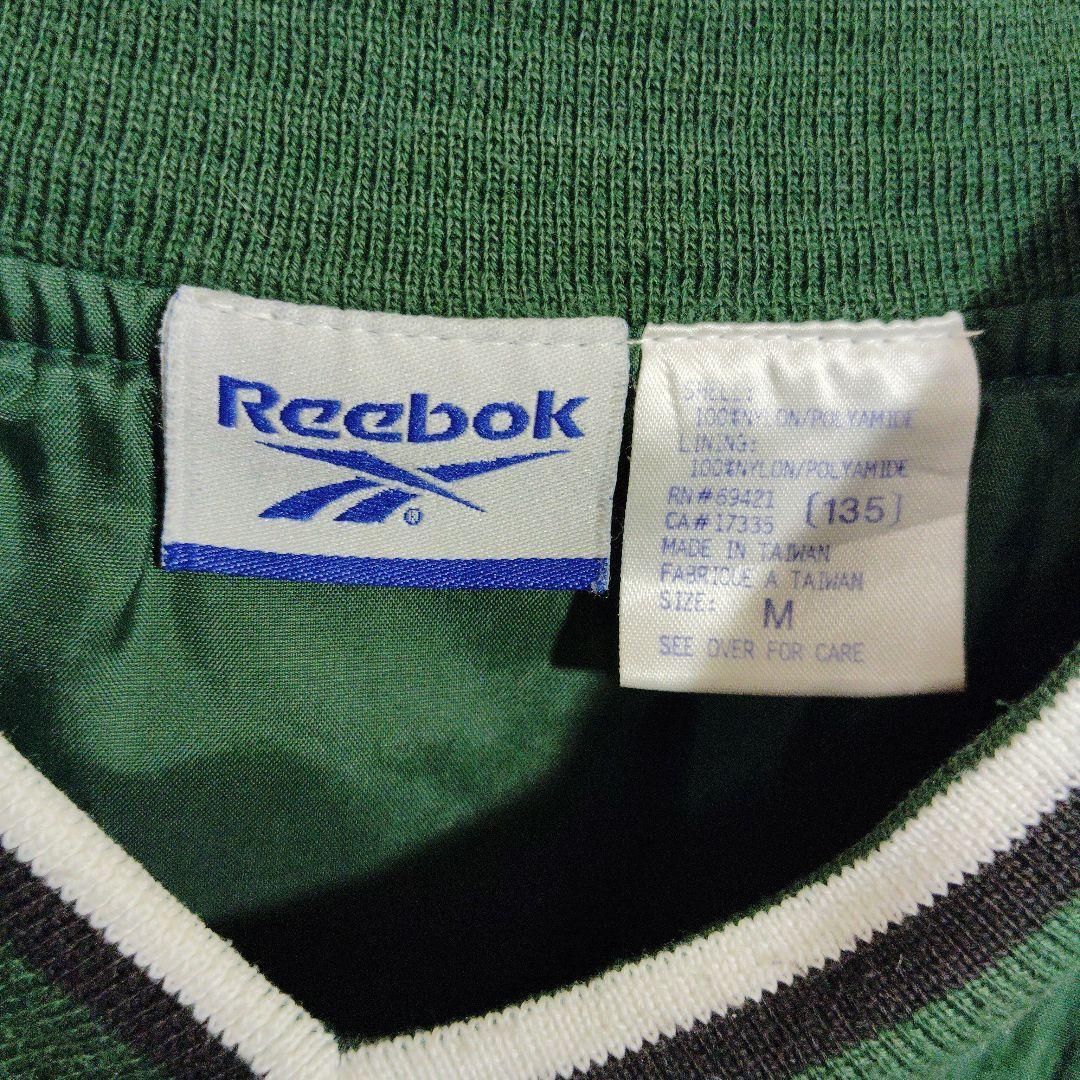 Reebok
®
SHELL:
100%NYLON/POLYAMIDE
LINING:
100%NYLON/POLYAMIDE
RN#69421
CA#17335 [135]
MADE IN TAIWAN
FABRIQUE A TAIWAN
SIZE: M
SEE OVER FOR CARE